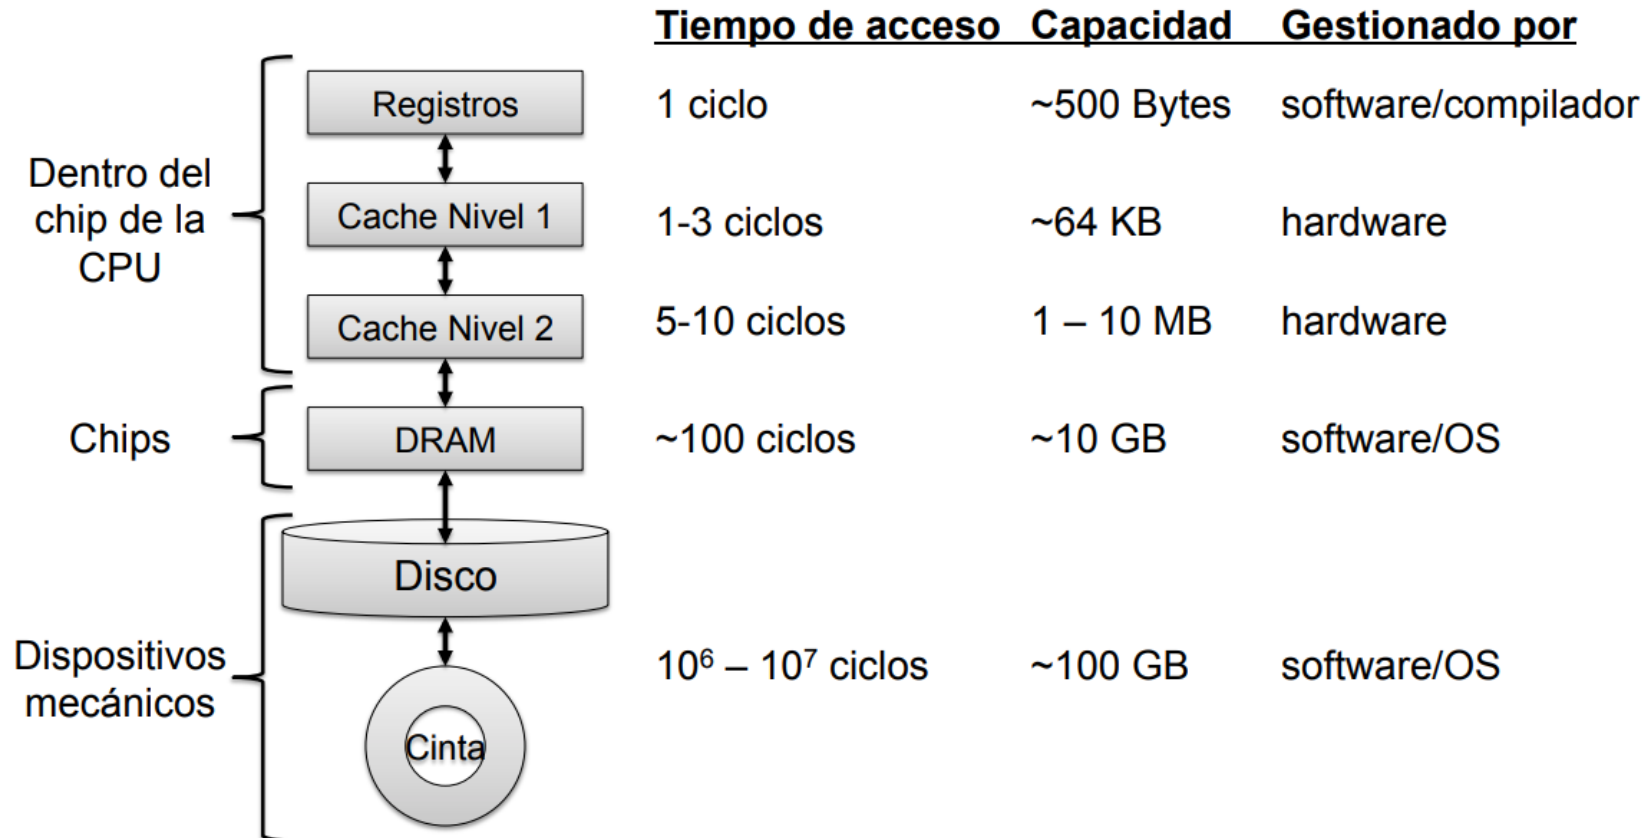 Tiempo de acceso Capacidad Gestionado por
Registros 1 ciclo ~500 Bytes software/compilador
Dentro del
chip de la
CPU
Cache Nivel 1 1-3 ciclos ~64 KB hardware
Cache Nivel 2 5-10 ciclos 1 – 10 MB hardware
Chips DRAM ~100 ciclos ~10 GB software/OS
Disco
Dispositivos
mecánicos
10⁶ – 10⁷ ciclos ~100 GB software/OS
Cinta